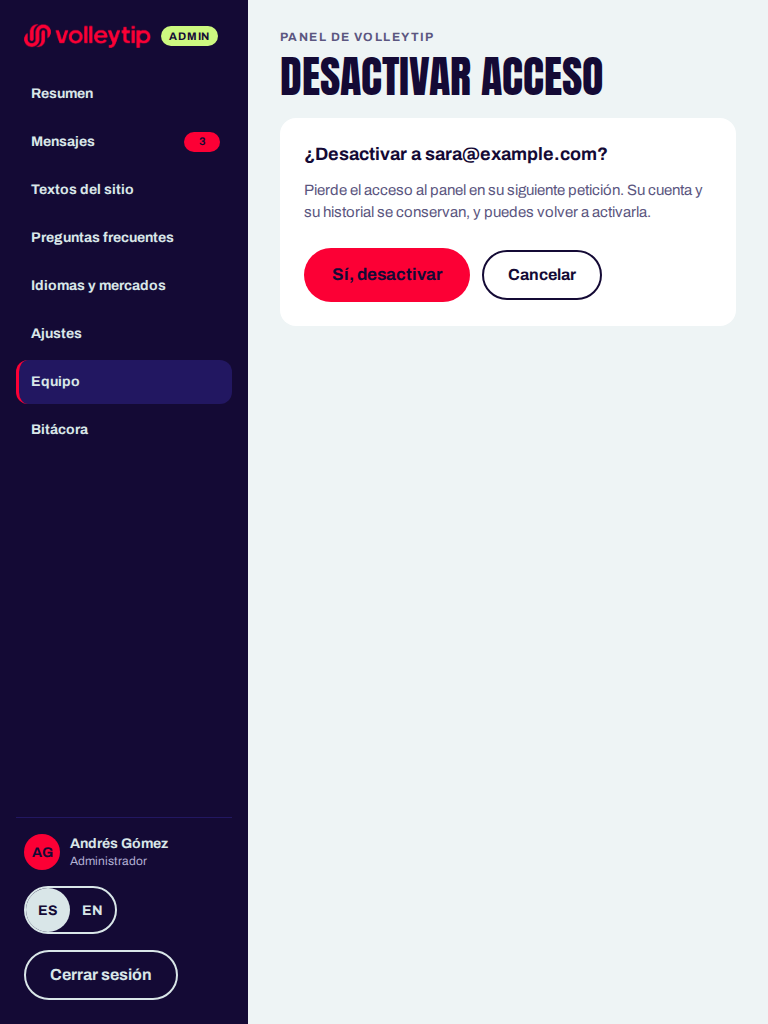 volleytip ADMIN
Resumen
Mensajes 3
Textos del sitio
Preguntas frecuentes
Idiomas y mercados
Ajustes
Equipo
Bitácora
AG
Andrés Gómez
Administrador
ES EN
Cerrar sesión
PANEL DE VOLLEYTIP
DESACTIVAR ACCESO
¿Desactivar a sara@example.com?
Pierde el acceso al panel en su siguiente petición. Su cuenta y
su historial se conservan, y puedes volver a activarla.
Sí, desactivar Cancelar